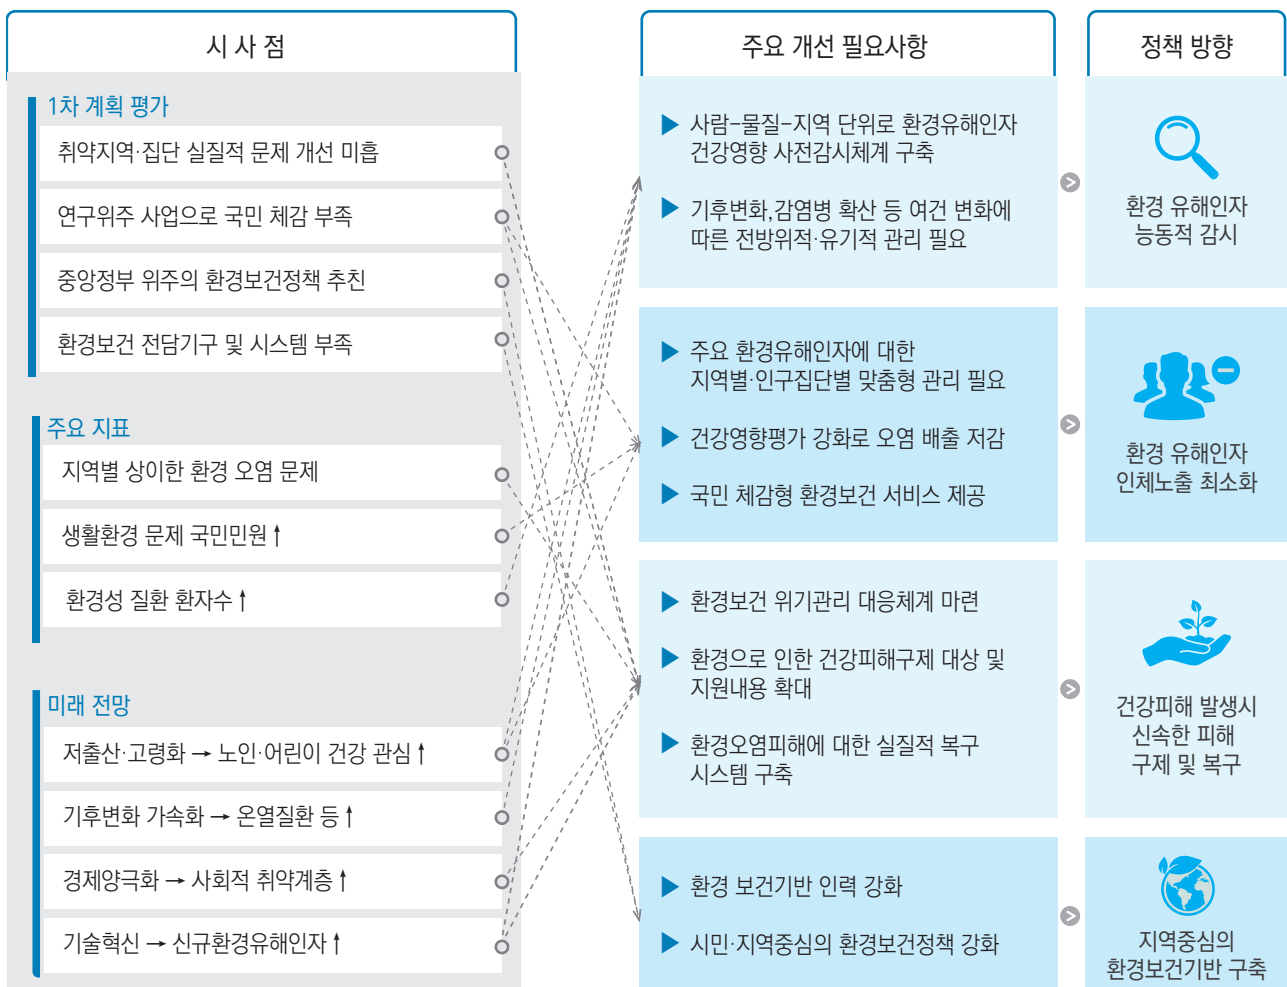 시 사 점
1차 계획 평가
취약지역·집단 실질적 문제 개선 미흡
연구위주 사업으로 국민 체감 부족
중앙정부 위주의 환경보건정책 추친
환경보건 전담기구 및 시스템 부족
주요 지표
지역별 상이한 환경 오염 문제
생활환경 문제 국민민원 ↑
환경성 질환 환자수 ↑
미래 전망
저출산·고령화 → 노인·어린이 건강 관심 ↑
기후변화 가속화 → 온열질환 등 ↑
경제양극화 → 사회적 취약계층 ↑
기술혁신 → 신규환경유해인자 ↑
주요 개선 필요사항
▶ 사람-물질-지역 단위로 환경유해인자
건강영향 사전감시체계 구축
▶ 기후변화,감염병 확산 등 여건 변화에
따른 전방위적·유기적 관리 필요
▶ 주요 환경유해인자에 대한
지역별·인구집단별 맞춤형 관리 필요
▶ 건강영향평가 강화로 오염 배출 저감
▶ 국민 체감형 환경보건 서비스 제공
▶ 환경보건 위기관리 대응체계 마련
▶ 환경으로 인한 건강피해구제 대상 및
지원내용 확대
▶ 환경오염피해에 대한 실질적 복구
시스템 구축
▶ 환경 보건기반 인력 강화
▶ 시민·지역중심의 환경보건정책 강화
정책 방향
환경 유해인자
능동적 감시
환경 유해인자
인체노출 최소화
건강피해 발생시
신속한 피해
구제 및 복구
지역중심의
환경보건기반 구축